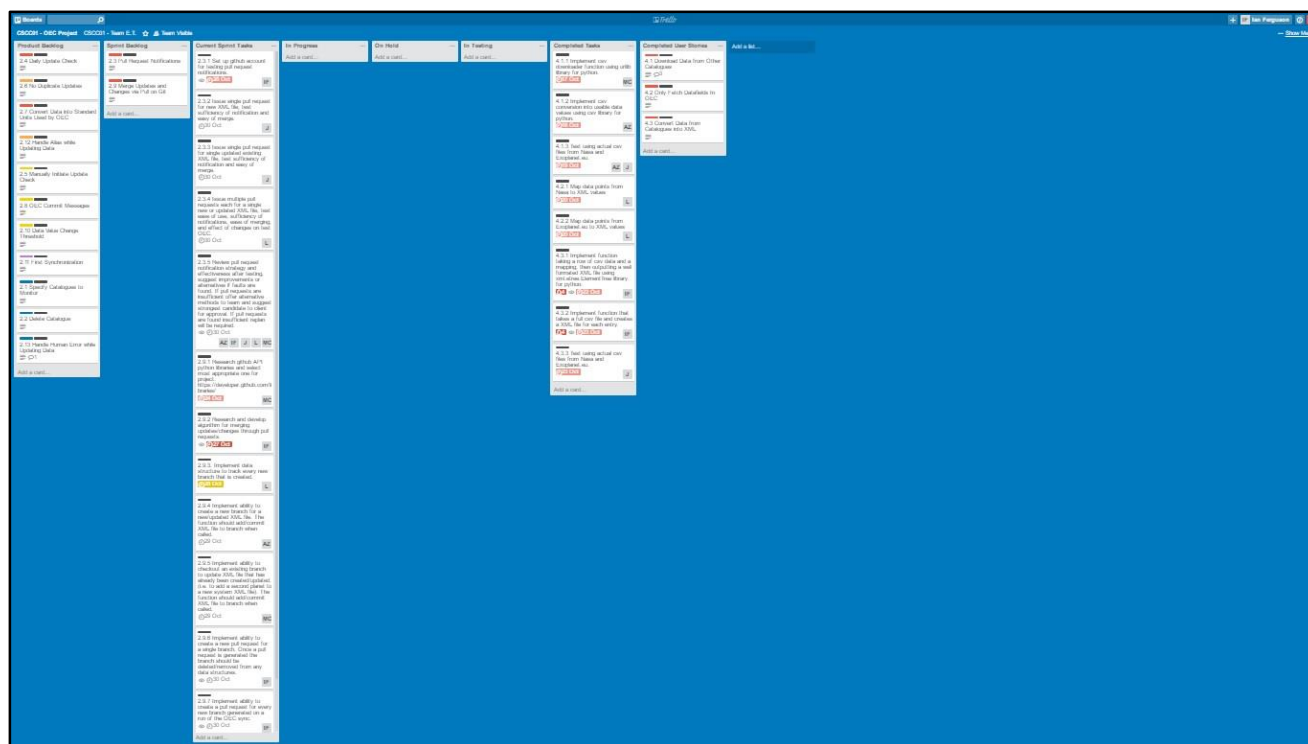 Boards
Trello
Ian Ferguson
CSCC01 - OEC Project
CSCC01 - Team E.T.
Team Visible
Show Me
Product Backlog
2.4 Daily Update Check
2.6 No Duplicate Updates
2.7 Convert Data into Standard
Units Used by OEC
2.12 Handle Alias while
Updating Data
2.5 Manually Initiate Update
Check
2.8 OEC Commit Messages
2.10 Data Value Change
Threshold
2.11 First Synchronization
2.1 Specify Catalogues to
Monitor
2.2 Delete Catalogue
2.13 Handle Human Error while
Updating Data
1
Add a card...
Sprint Backlog
2.3 Pull Request Notifications
2.9 Merge Updates and
Changes via Pull on Git
Add a card...
Current Sprint Tasks
2.3.1 Set up github account
for testing pull request
notifications.
IF
2.3.2 Issue single pull request
for new XML file, test
sufficiency of notification and
easy of merge.
30 Oct
J
2.3.3 Issue single pull request
for single updated existing
XML file, test sufficiency of
notification and easy of
merge.
30 Oct
J
2.3.4 Issue multiple pull
requests each for a single
new or updated XML file, test
ease of use, sufficiency of
notifications, ease of merging
and effect of changes on test
OEC.
30 Oct
L
2.3.5 Review pull request
notification strategy and
effectiveness after testing,
suggest improvements or
alternatives if faults are
found. If pull requests are
insufficient offer alternative
methods to team and suggest
strongest candidate to client
for approval. If pull requests
are found insufficient replan
will be required.
30 Oct
AZ IF J L MC
2.9.1 Research github API
python libraries and select
most appropriate one for
project.
https://developer.github.com/li
braries/
MC
2.9.2 Research and develop
algorithm for merging
updates/changes through pull
requests.
27 Oct
IF
2.9.3. Implement data
structure to track every new
branch that is created.
L
2.9.4 Implement ability to
create a new branch for a
new/updated XML file. The
function should add/commit
XML file to branch when
called.
29 Oct
AZ
2.9.5 Implement ability to
checkout an existing branch
to update XML file that has
already been created/updated
(i.e. to add a second planet to
a new system XML file). The
function should add/commit
XML file to branch when
called.
29 Oct
MC
2.9.6 Implement ability to
create a new pull request for
a single branch. Once a pull
request is generated the
branch should be
deleted/removed from any
data structures.
30 Oct
IF
2.9.7 Implement ability to
create a pull request for every
new branch generated on a
run of the OEC sync.
30 Oct
IF
Add a card...
In Progress
Add a card...
On Hold
Add a card...
In Testing
Add a card...
Completed Tasks
4.1.1 Implement csv
downloader function using urllib
library for python.
MC
4.1.2 Implement csv
conversion into usable data
values using csv library for
python.
AZ
4.1.3 Test using actual csv
files from Nasa and
Exoplanet.eu.
AZ J
4.2.1 Map data points from
Nasa to XML values
L
4.2.2 Map data points from
Exoplanet.eu to XML values
L
4.3.1 Implement function
taking a row of csv data and a
mapping, then outputting a well
formated XML file using
xml.etree.Element tree library
for python.
IF
4.3.2 Implement function that
takes a full csv file and creates
a XML file for each entry.
IF
4.3.3 Test using actual csv
files from Nasa and
Exoplanet.eu.
J
Add a card...
Completed User Stories
4.1 Download Data from Other
Catalogues
4.2 Only Fetch Datafields In
OEC
4.3 Convert Data from
Catalogues into XML
Add a card...
Add a list...